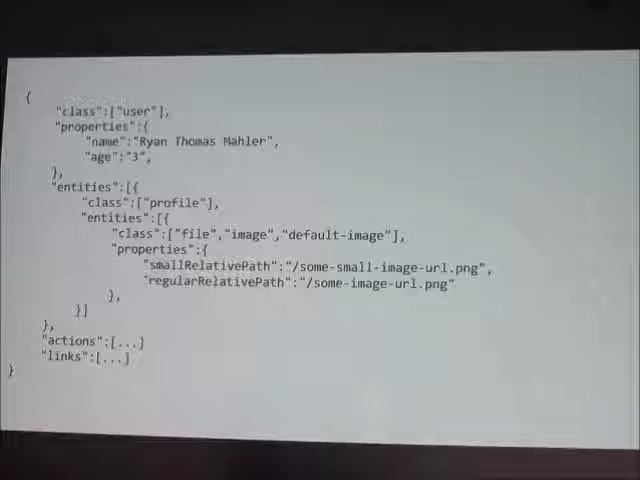 {
"class":["user"],
"properties":{
"name":"Ryan Thomas Mahler",
"age":"3",
},
"entities":[{
"class":["profile"],
"entities":[{
"class":["file","image","default-image"],
"properties":{
"smallRelativePath":"/some-small-image-url.png",
"regularRelativePath":"/some-image-url.png"
},
}]
},
"actions":[...]
"links":[...]
}